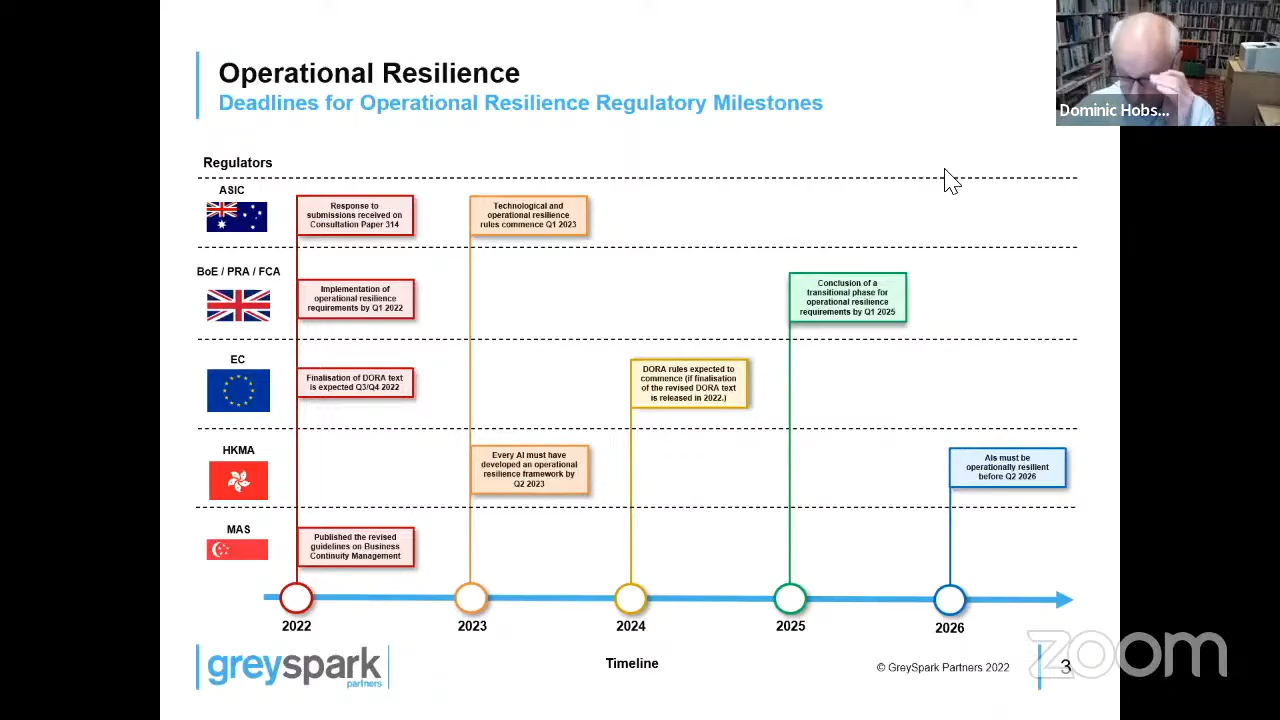 Operational Resilience
Deadlines for Operational Resilience Regulatory Milestones
Dominic Hobs...
Regulators
ASIC
Response to
submissions received on
Consultation Paper 314
Technological and
operational resilience
rules commence Q1 2023
BoE / PRA / FCA
Implementation of
operational resilience
requirements by Q1 2022
Conclusion of a
transitional phase for
operational resilience
requirements by Q1 2025
EC
Finalisation of DORA text
is expected Q3/Q4 2022
DORA rules expected to
commence (if finalisation
of the revised DORA text
is released in 2022.)
HKMA
Every AI must have
developed an operational
resilience framework by
Q2 2023
AIs must be
operationally resilient
before Q2 2026
MAS
Published the revised
guidelines on Business
Continuity Management
2022
2023
2024
2025
2026
Timeline
greyspark
partners
© GreySpark Partners 2022
3
zoom